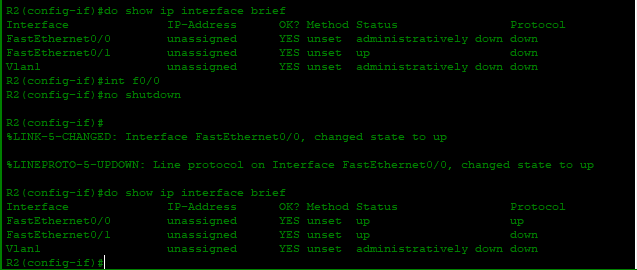 R2(config-if)#do show ip interface brief
Interface              IP-Address      OK? Method Status                Protocol
FastEthernet0/0        unassigned      YES unset  administratively down down
FastEthernet0/1        unassigned      YES unset  up                    down
Vlan1                  unassigned      YES unset  administratively down down
R2(config-if)#int f0/0
R2(config-if)#no shutdown
R2(config-if)#
%LINK-5-CHANGED: Interface FastEthernet0/0, changed state to up
%LINEPROTO-5-UPDOWN: Line protocol on Interface FastEthernet0/0, changed state to up
R2(config-if)#do show ip interface brief
Interface              IP-Address      OK? Method Status                Protocol
FastEthernet0/0        unassigned      YES unset  up                    up
FastEthernet0/1        unassigned      YES unset  up                    down
Vlan1                  unassigned      YES unset  administratively down down
R2(config-if)#